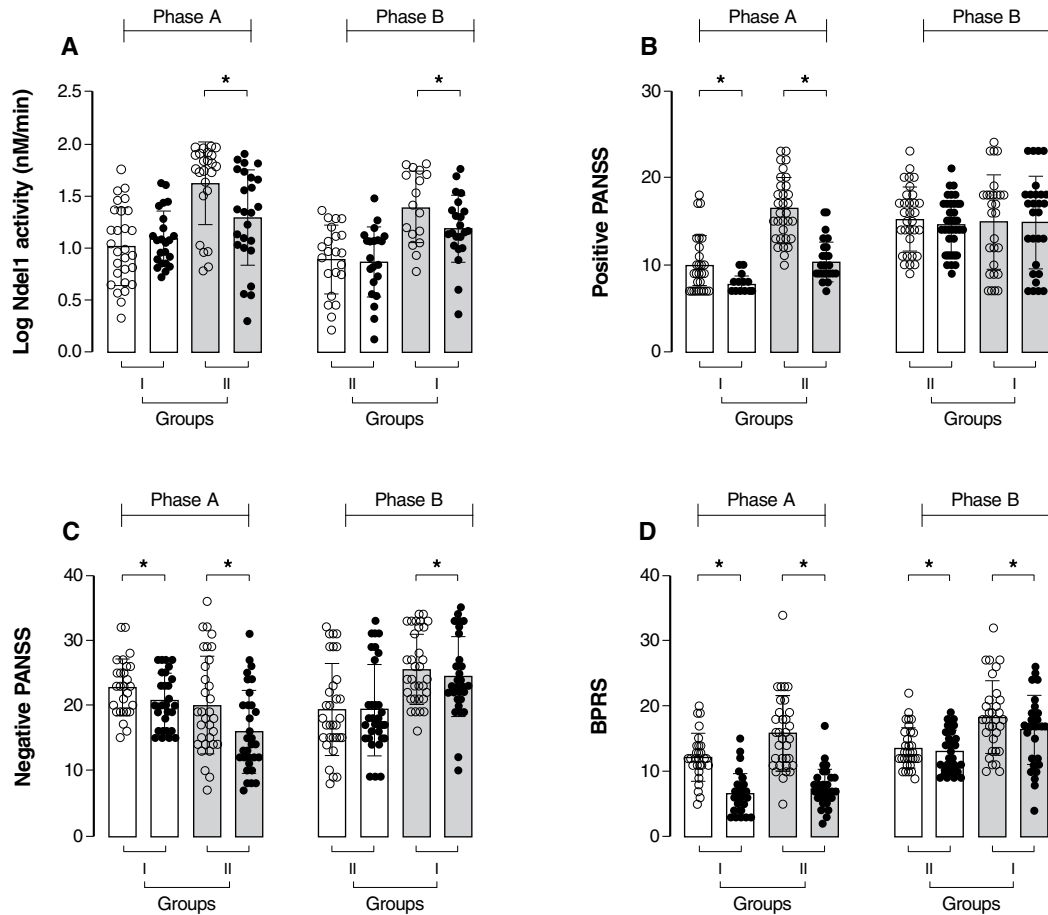 Phase A
Phase B
A
*
*
Log Ndel1 activity (nM/min)
2.5
2.0
1.5
1.0
0.5
0.0
I
II
II
I
Groups
Groups
Phase A
Phase B
B
*
*
Positive PANSS
30
20
10
0
I
II
II
I
Groups
Groups
Phase A
Phase B
C
*
*
*
Negative PANSS
40
30
20
10
0
I
II
II
I
Groups
Groups
Phase A
Phase B
D
*
*
*
*
BPRS
40
30
20
10
0
I
II
II
I
Groups
Groups